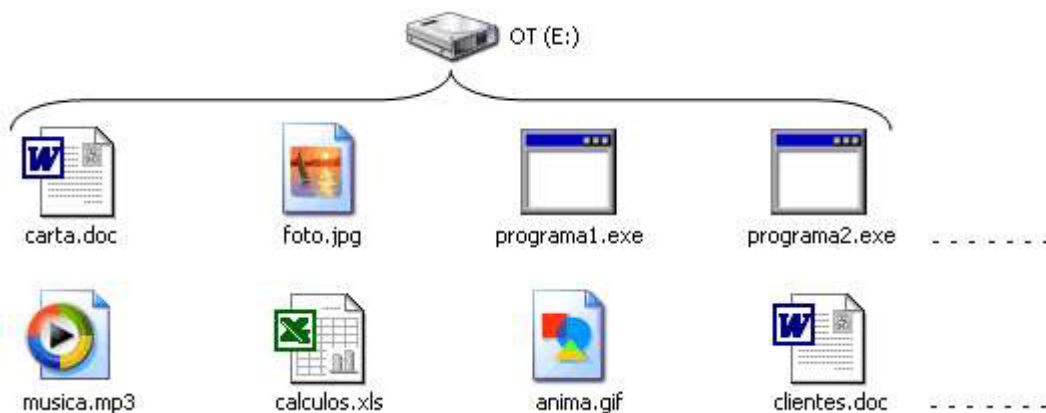 OT (E:)
carta.doc foto.jpg programa1.exe programa2.exe
musica.mp3 calculos.xls anima.gif clientes.doc